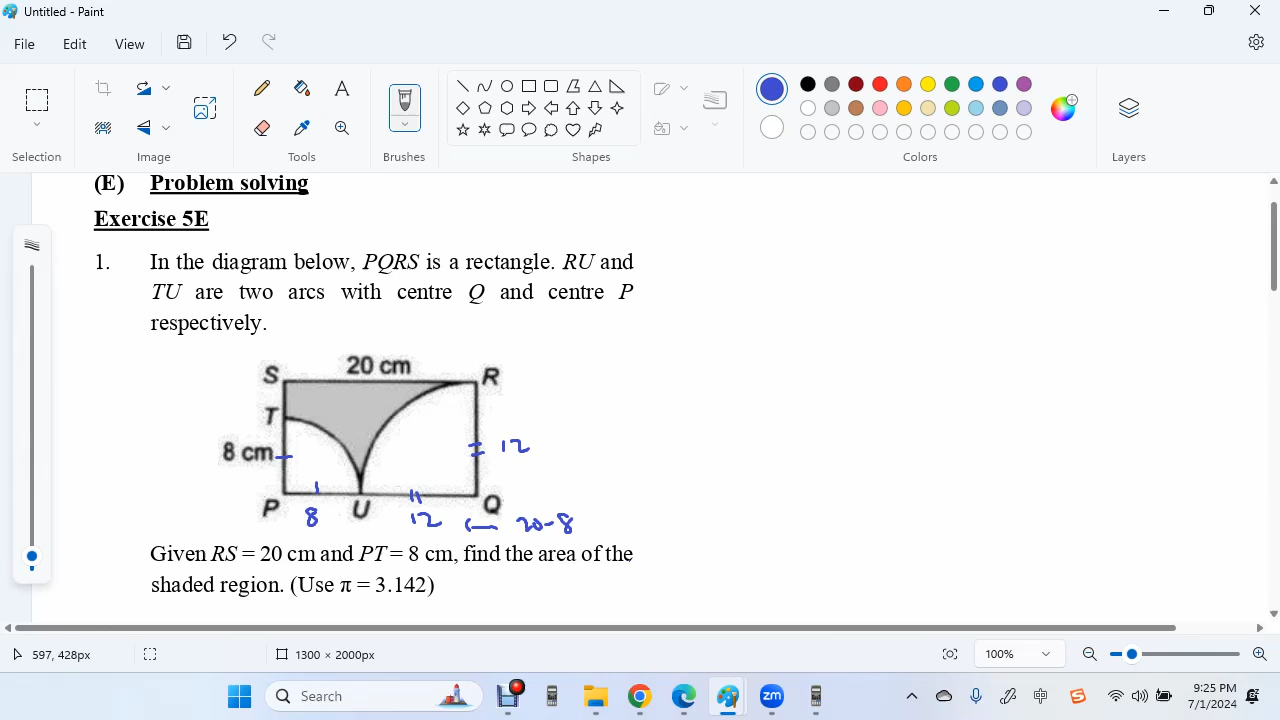 Untitled - Paint
File Edit View
Selection Image Tools Brushes Shapes Colors Layers
(E) Problem solving
Exercise 5E
1. In the diagram below, PQRS is a rectangle. RU and
TU are two arcs with centre Q and centre P
respectively.
20 cm
S R
T
8 cm 12
P U Q
8 12 20-8
Given RS = 20 cm and PT = 8 cm, find the area of the
shaded region. (Use π = 3.142)
597, 428px 1300 × 2000px 100%
Search zm 中 9:25 PM
7/1/2024